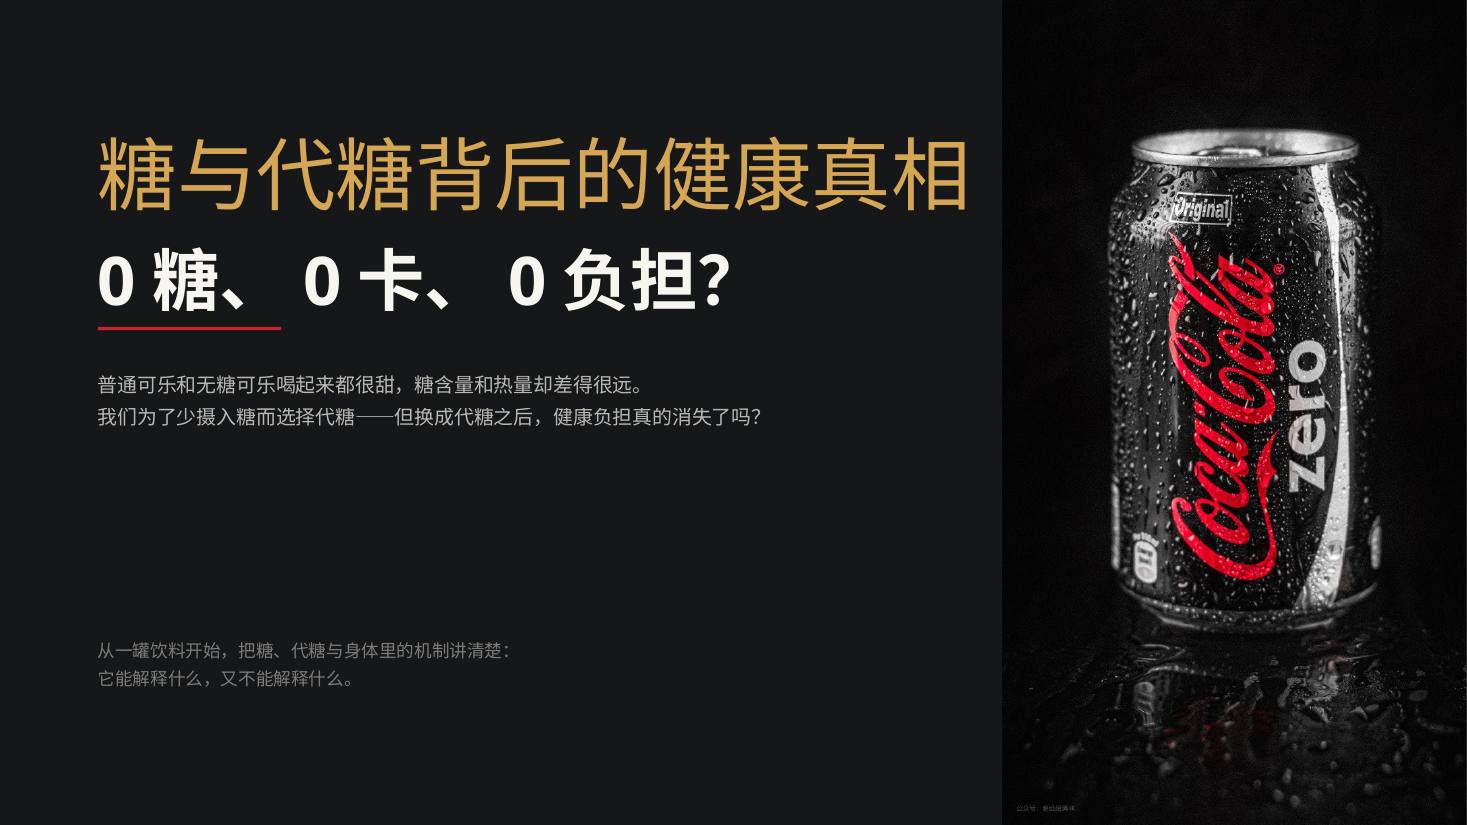 糖与代糖背后的健康真相
0 糖、 0 卡、 0 负担？
普通可乐和无糖可乐喝起来都很甜，糖含量和热量却差得很远。
我们为了少摄入糖而选择代糖——但换成代糖之后，健康负担真的消失了吗？
从一罐饮料开始，把糖、代糖与身体里的机制讲清楚：
它能解释什么，又不能解释什么。
Original
Coca-Cola®
zero